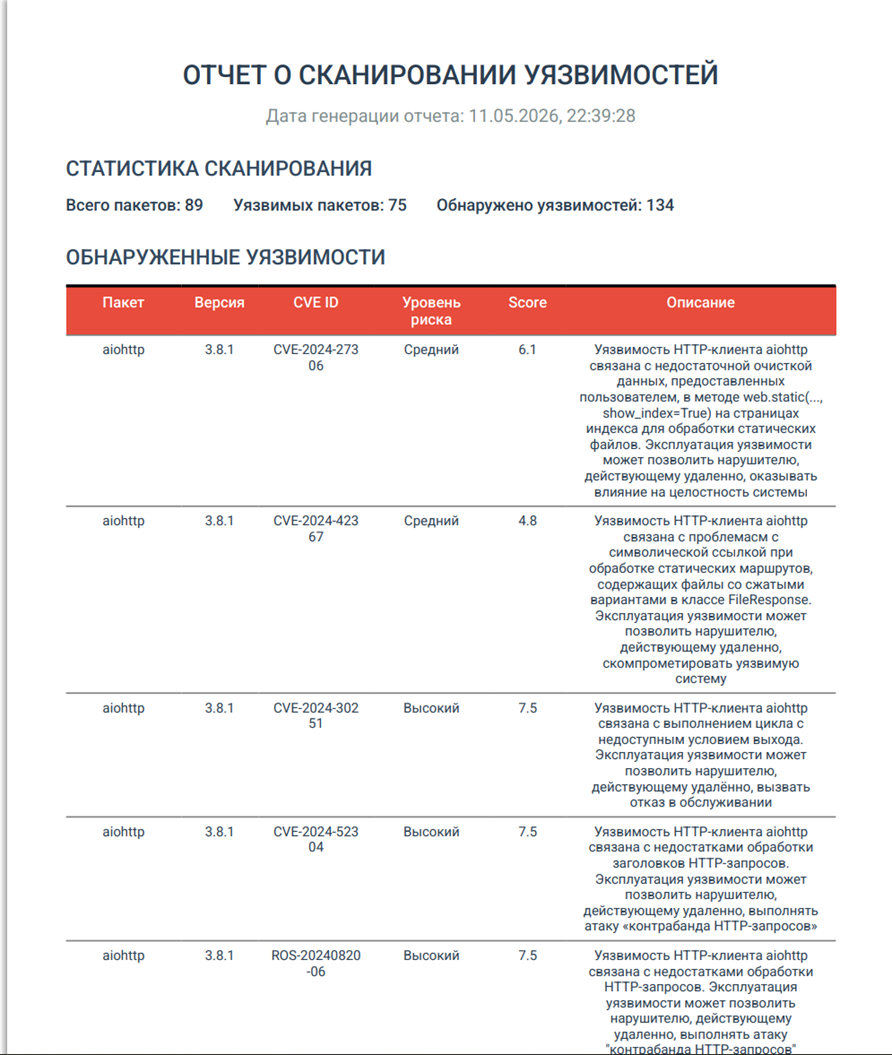 ОТЧЕТ О СКАНИРОВАНИИ УЯЗВИМОСТЕЙ
Дата генерации отчета: 11.05.2026, 22:39:28
СТАТИСТИКА СКАНИРОВАНИЯ
Всего пакетов: 89 Уязвимых пакетов: 75 Обнаружено уязвимостей: 134
ОБНАРУЖЕННЫЕ УЯЗВИМОСТИ
Пакет Версия CVE ID Уровень Score Описание
риска
aiohttp 3.8.1 CVE-2024-273 Средний 6.1 Уязвимость HTTP-клиента aiohttp
06 связана с недостаточной очисткой
данных, предоставленных
пользователем, в методе web.static(...,
show_index=True) на страницах
индекса для обработки статических
файлов. Эксплуатация уязвимости
может позволить нарушителю,
действующему удаленно, оказывать
влияние на целостность системы
aiohttp 3.8.1 CVE-2024-423 Средний 4.8 Уязвимость HTTP-клиента aiohttp
67 связана с проблемасм с
символической ссылкой при
обработке статических маршрутов,
содержащих файлы со сжатыми
вариантами в классе FileResponse.
Эксплуатация уязвимости может
позволить нарушителю,
действующему удаленно,
скомпрометировать уязвимую
систему
aiohttp 3.8.1 CVE-2024-302 Высокий 7.5 Уязвимость HTTP-клиента aiohttp
51 связана с выполнением цикла с
недоступным условием выхода.
Эксплуатация уязвимости может
позволить нарушителю,
действующему удалённо, вызвать
отказ в обслуживании
aiohttp 3.8.1 CVE-2024-523 Высокий 7.5 Уязвимость HTTP-клиента aiohttp
04 связана с недостатками обработки
заголовков HTTP-запросов.
Эксплуатация уязвимости может
позволить нарушителю,
действующему удаленно, выполнять
атаку «контрабанда HTTP-запросов»
aiohttp 3.8.1 ROS-20240820 Высокий 7.5 Уязвимость HTTP-клиента aiohttp
-06 связана с недостатками обработки
HTTP-запросов. Эксплуатация
уязвимости может позволить
нарушителю, действующему
удаленно, выполнять атаку
"контрабанда HTTP-запросов"